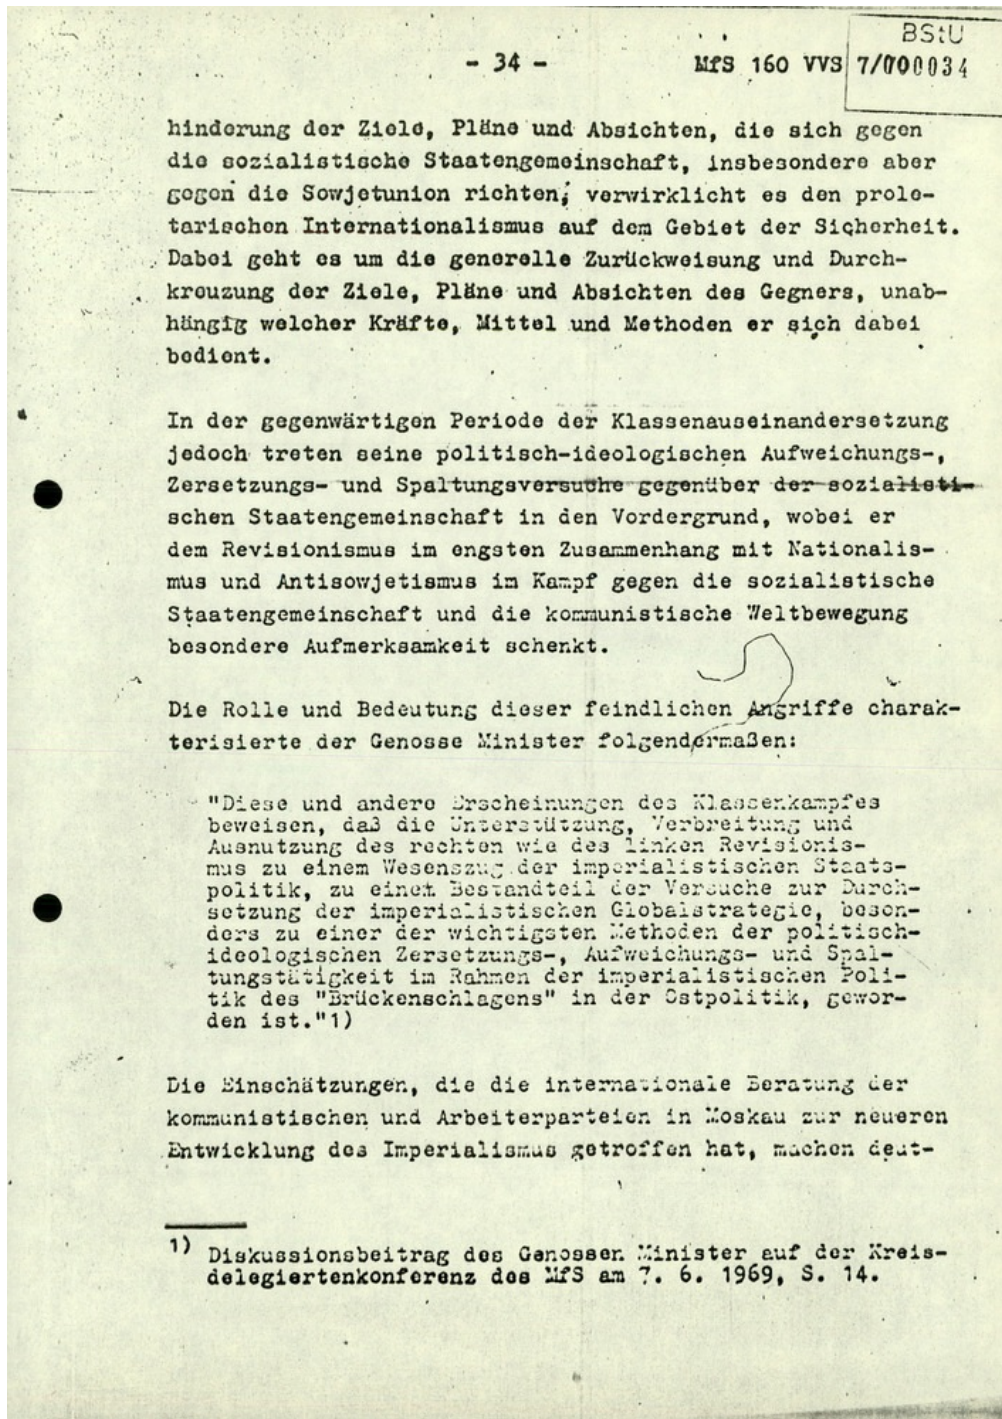 BStU
- 34 -
MfS 160 VVS 7/700034
hinderung der Ziele, Pläne und Absichten, die sich gegen
die sozialistische Staatengemeinschaft, insbesondere aber
gegen die Sowjetunion richten, verwirklicht es den prole-
tarischen Internationalismus auf dem Gebiet der Sicherheit.
Dabei geht es um die generelle Zurückweisung und Durch-
kreuzung der Ziele, Pläne und Absichten des Gegners, unab-
hängig welcher Kräfte, Mittel und Methoden er sich dabei
bedient.
In der gegenwärtigen Periode der Klassenauseinandersetzung
jedoch treten seine politisch-ideologischen Aufweichungs-,
Zersetzungs- und Spaltungsversuche gegenüber der sozialisti-
schen Staatengemeinschaft in den Vordergrund, wobei er
dem Revisionismus im engsten Zusammenhang mit Nationalis-
mus und Antisowjetismus im Kampf gegen die sozialistische
Staatengemeinschaft und die kommunistische Weltbewegung
besondere Aufmerksamkeit schenkt.
Die Rolle und Bedeutung dieser feindlichen Angriffe charak-
terisierte der Genosse Minister folgendermaßen:
"Diese und andere Erscheinungen des Klassenkampfes
beweisen, daß die Unterstützung, Verbreitung und
Ausnutzung des rechten wie des linken Revisionis-
mus zu einem Wesenszug der imperialistischen Staats-
politik, zu einem Bestandteil der Versuche zur Durch-
setzung der imperialistischen Globalstrategie, beson-
ders zu einer der wichtigsten Methoden der politisch-
ideologischen Zersetzungs-, Aufweichungs- und Spal-
tungstätigkeit im Rahmen der imperialistischen Poli-
tik des "Brückenschlagens" in der Ostpolitik, gewor-
den ist."1)
Die Einschätzungen, die die internationale Beratung der
kommunistischen und Arbeiterparteien in Moskau zur neueren
Entwicklung des Imperialismus getroffen hat, machen deut-
1) Diskussionsbeitrag des Genossen Minister auf der Kreis-
delegiertenkonferenz des MfS am 7. 6. 1969, S. 14.